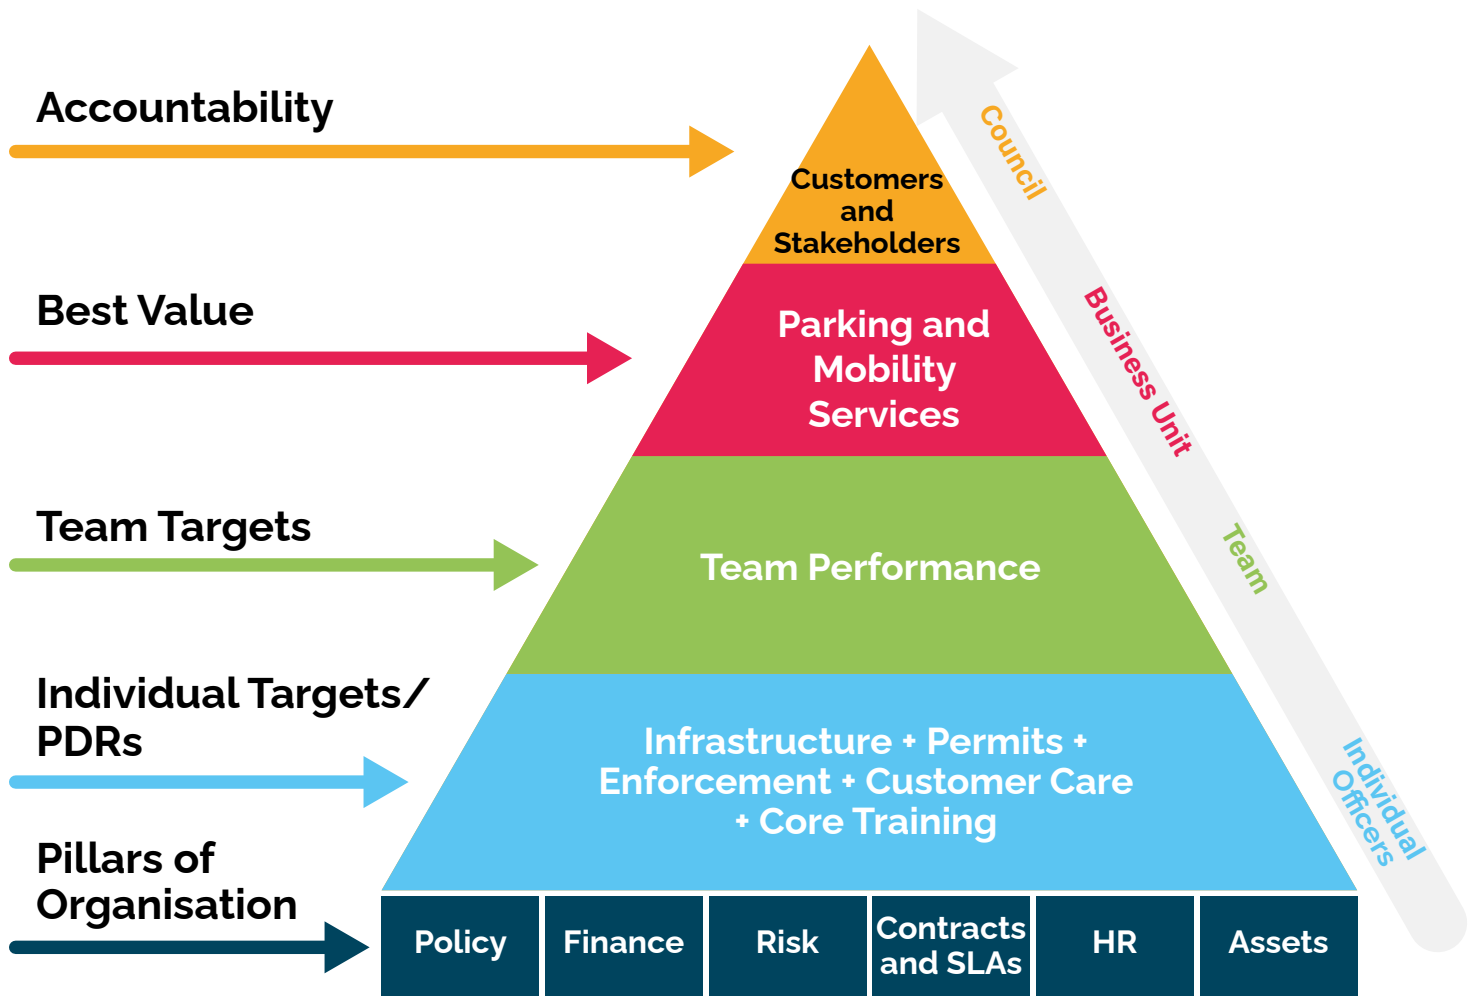 Accountability
Customers
and
Stakeholders
Council
Best Value
Parking and
Mobility
Services
Business Unit
Team Targets
Team Performance
Team
Individual Targets/
PDRs
Infrastructure + Permits +
Enforcement + Customer Care
+ Core Training
Individual
Officers
Pillars of
Organisation
Policy
Finance
Risk
Contracts
and SLAs
HR
Assets